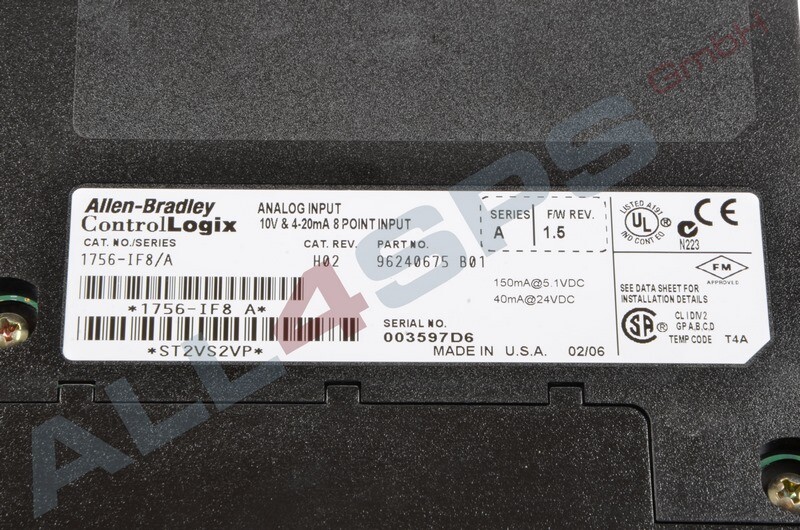 Allen-Bradley
ControlLogix
ANALOG INPUT
10V & 4-20mA 8 POINT INPUT
SERIES
A
F/W REV.
1.5
LISTED A197
UL
IND CONT EQ
C
N223
CE
CAT. NO./SERIES
1756-IF8/A
CAT. REV.
H02
PART NO.
96240675 B01
FM
APPROVED
150mA@5.1VDC
40mA@24VDC
SEE DATA SHEET FOR
INSTALLATION DETAILS
*1756-IF8 A*
*ST2VS2VP*
SERIAL NO.
003597D6
MADE IN U.S.A. 02/06
SA
CL I DIV 2
GP A,B,C,D
TEMP CODE T4A
ALL4SPS
GmbH